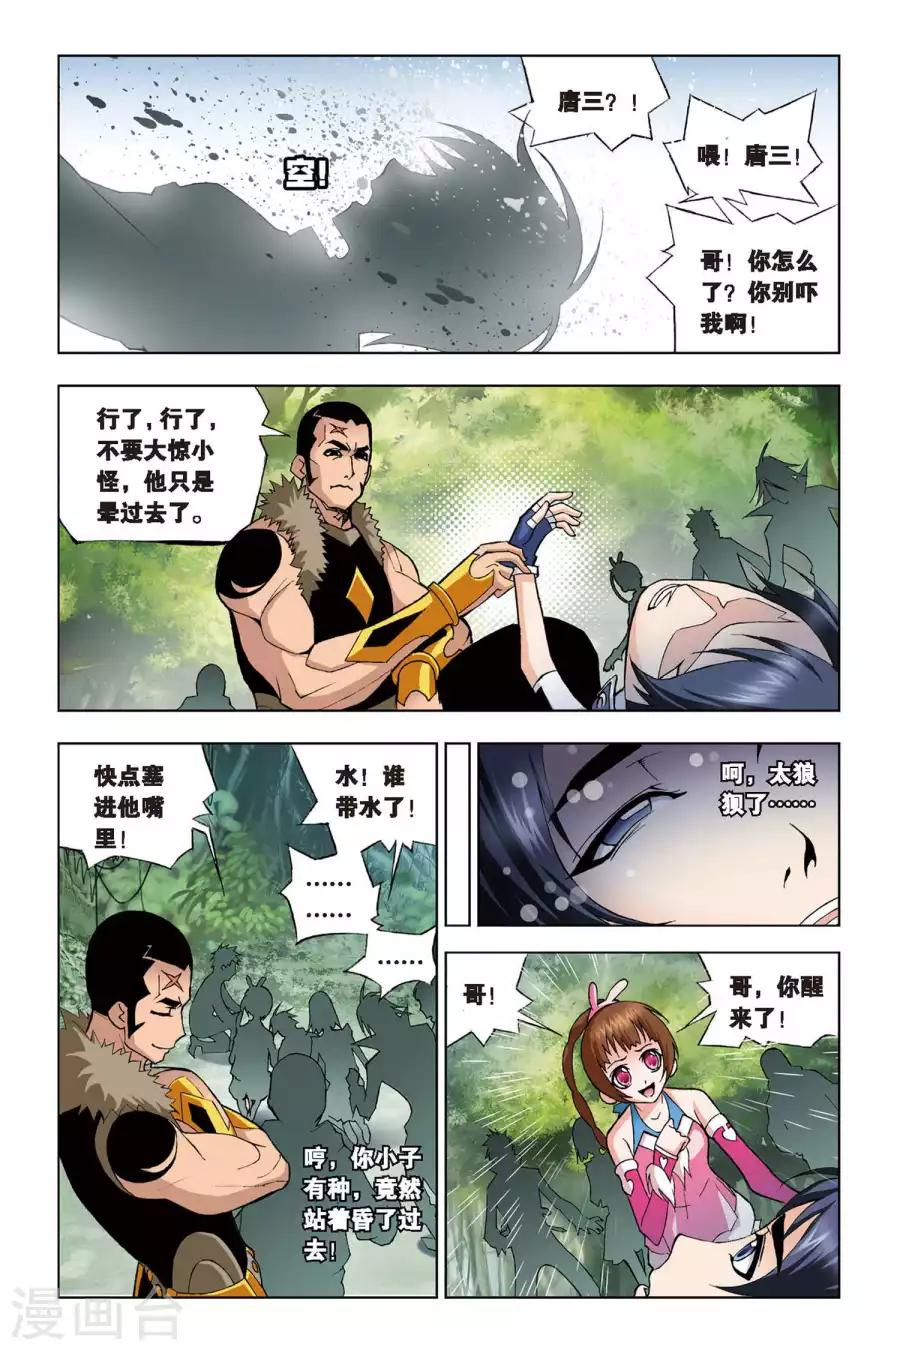 唐三？！
喂！唐三！
哥！你怎么
了？你别吓
我啊！
空！
行了，行了，
不要大惊小
怪，他只是
晕过去了。
快点塞
进他嘴
里！
水！谁
带水了！
……
……
……
哼，你小子
有种，竟然
站着昏了过
去！
呵，太狼
狈了……
哥！
哥，你醒
来了！
漫画台